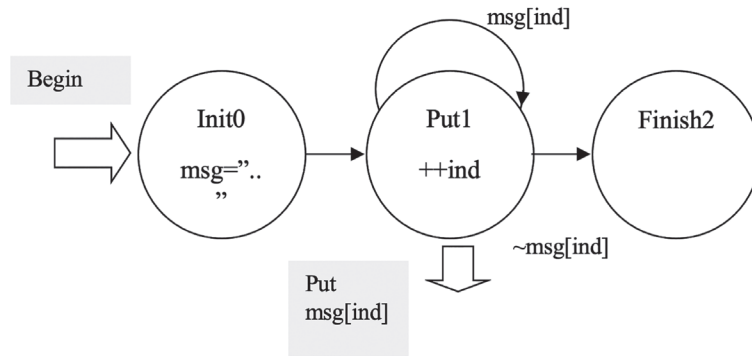 msg[ind]
Begin
Init0
msg=”..
”
Put1
++ind
Finish2
~msg[ind]
Put
msg[ind]